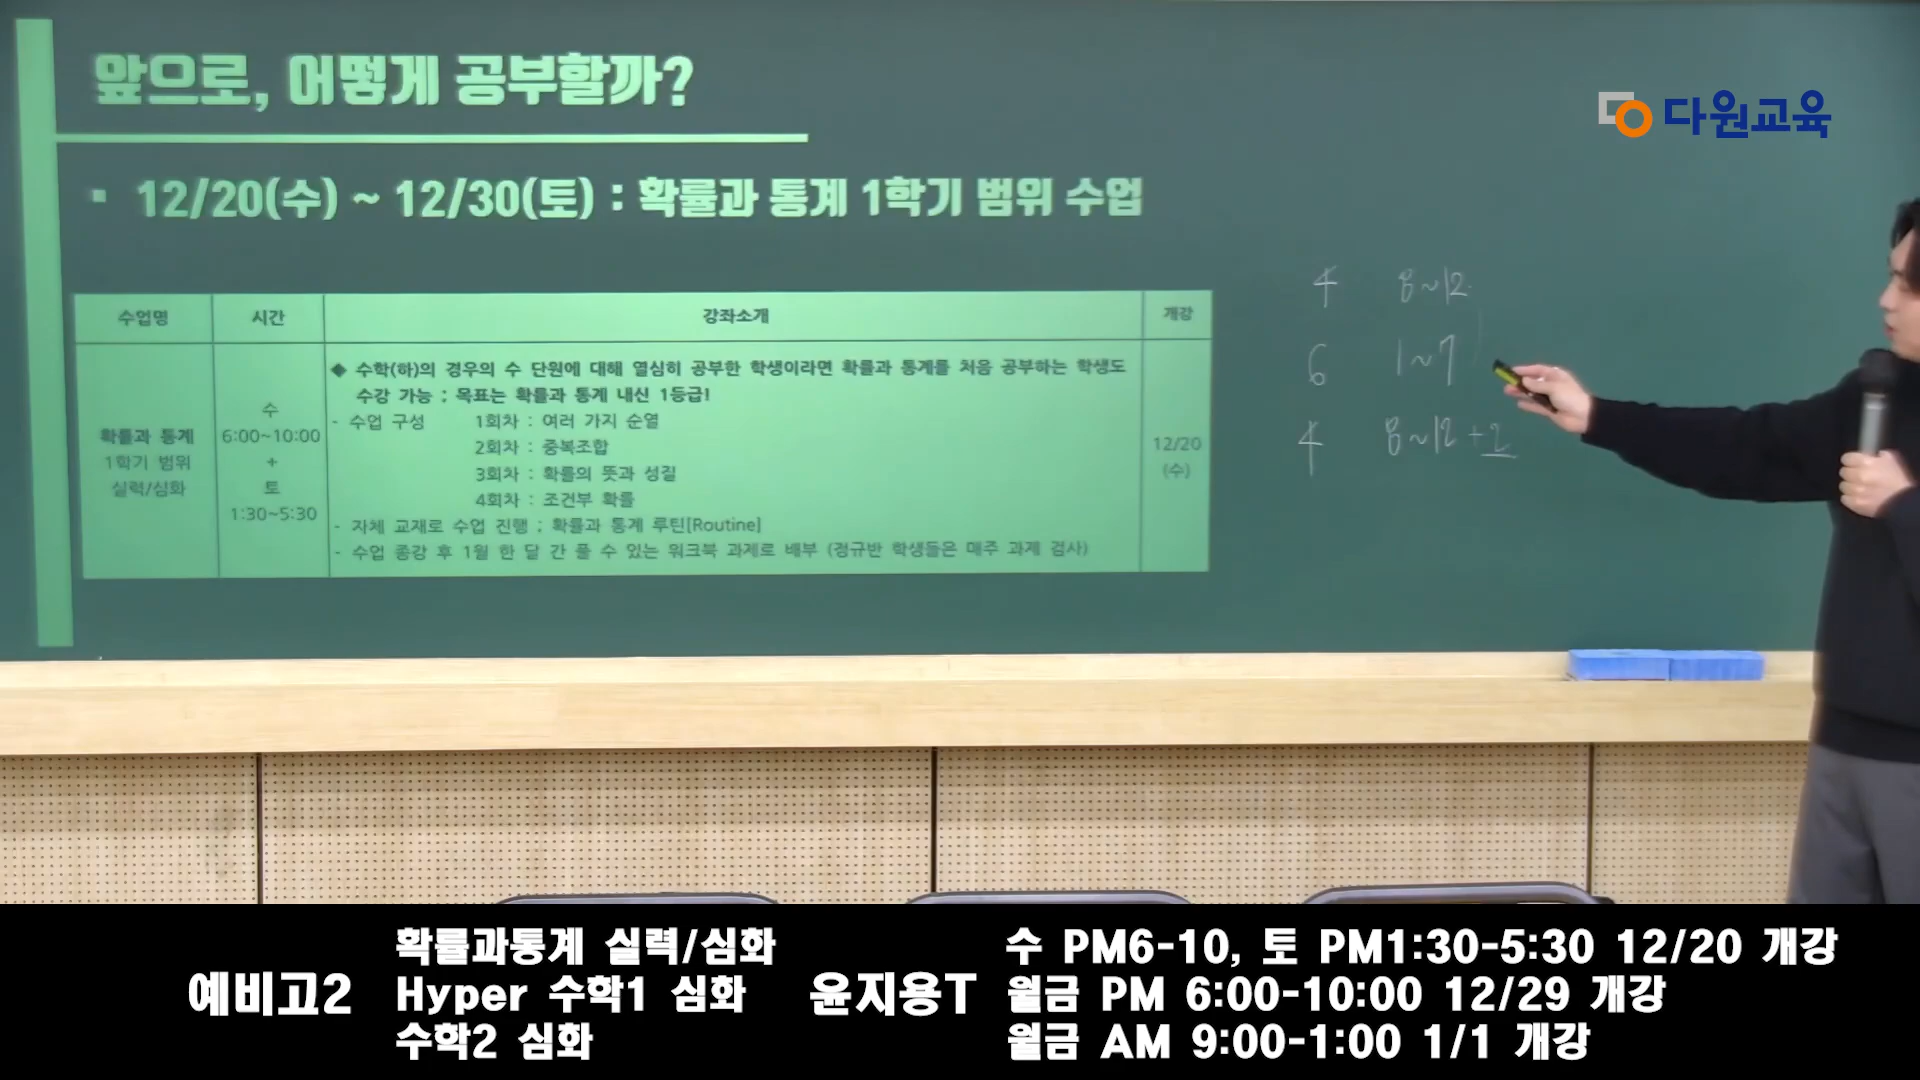 앞으로, 어떻게 공부할까?
다원교육
▪ 12/20(수) ~ 12/30(토) : 확률과 통계 1학기 범위 수업
수업명 시간 강좌소개 개강
확률과 통계
1학기 범위
실력/심화
수
6:00~10:00
+
토
1:30~5:30
◆ 수학(하)의 경우의 수 단원에 대해 열심히 공부한 학생이라면 확률과 통계를 처음 공부하는 학생도
수강 가능 ; 목표는 확률과 통계 내신 1등급!
- 수업 구성 1회차 : 여러 가지 순열
2회차 : 중복조합
3회차 : 확률의 뜻과 성질
4회차 : 조건부 확률
- 자체 교재로 수업 진행 ; 확률과 통계 루틴[Routine]
- 수업 종강 후 1월 한 달 간 풀 수 있는 워크북 과제로 배부 (정규반 학생들은 매주 과제 검사)
12/20
(수)
4 8~12
6 1~7
4 8~12 +2
예비고2
확률과통계 실력/심화
Hyper 수학1 심화
수학2 심화
윤지용T
수 PM6-10, 토 PM1:30-5:30 12/20 개강
월금 PM 6:00-10:00 12/29 개강
월금 AM 9:00-1:00 1/1 개강